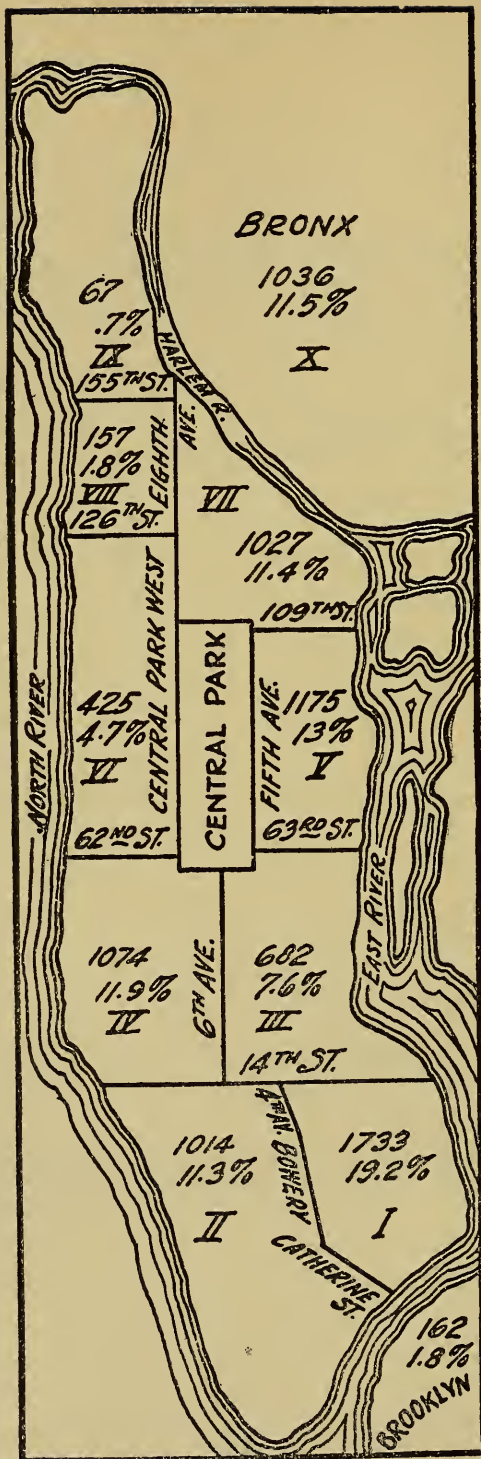 BRONX
1036
11.5%
X
67
.7%
IX
155TH ST.
HARLEM R.
157
1.8%
VIII
126TH ST.
EIGHTH
AVE.
VII
1027
11.4%
109TH ST.
NORTH RIVER
425
4.7%
VI
62ND ST.
CENTRAL PARK WEST
CENTRAL PARK
FIFTH AVE.
1175
13%
V
63RD ST.
EAST RIVER
1074
11.9%
IV
6TH AVE.
682
7.6%
III
14TH ST.
1014
11.3%
II
4TH AV. BOWERY
CATHERINE
ST.
1733
19.2%
I
162
1.8%
BROOKLYN